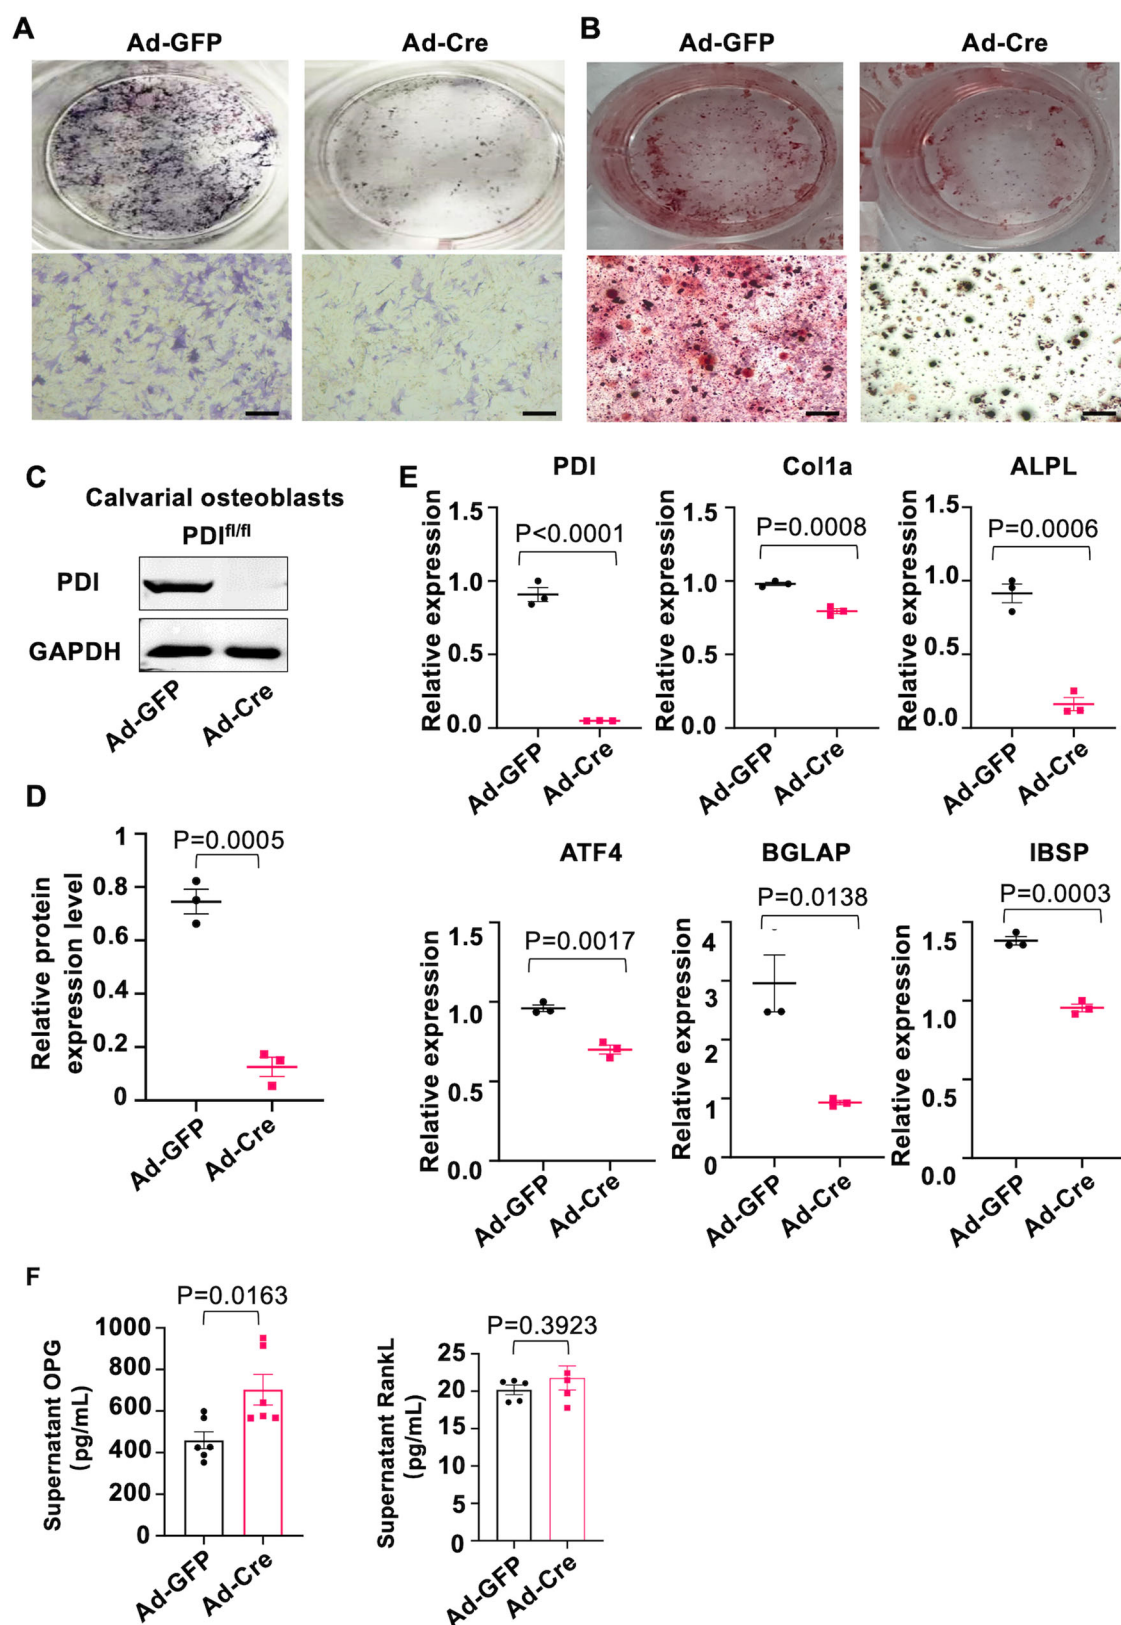 A
Ad-GFP
Ad-Cre
B
Ad-GFP
Ad-Cre
C
Calvarial osteoblasts
PDIfl/fl
PDI
GAPDH
Ad-GFP
Ad-Cre
D
Relative protein
expression level
1
0.8
0.6
0.4
0.2
0
P=0.0005
Ad-GFP
Ad-Cre
E
PDI
Relative expression
1.5
1.0
0.5
0.0
P<0.0001
Ad-GFP
Ad-Cre
Col1a
Relative expression
1.5
1.0
0.5
0.0
P=0.0008
Ad-GFP
Ad-Cre
ALPL
Relative expression
1.5
1.0
0.5
0.0
P=0.0006
Ad-GFP
Ad-Cre
ATF4
Relative expression
1.5
1.0
0.5
0.0
P=0.0017
Ad-GFP
Ad-Cre
BGLAP
Relative expression
4
3
2
1
0
P=0.0138
Ad-GFP
Ad-Cre
IBSP
Relative expression
1.5
1.0
0.5
0.0
P=0.0003
Ad-GFP
Ad-Cre
F
Supernatant OPG
(pg/mL)
1000
800
600
400
200
0
P=0.0163
Ad-GFP
Ad-Cre
Supernatant RankL
(pg/mL)
25
20
15
10
5
0
P=0.3923
Ad-GFP
Ad-Cre